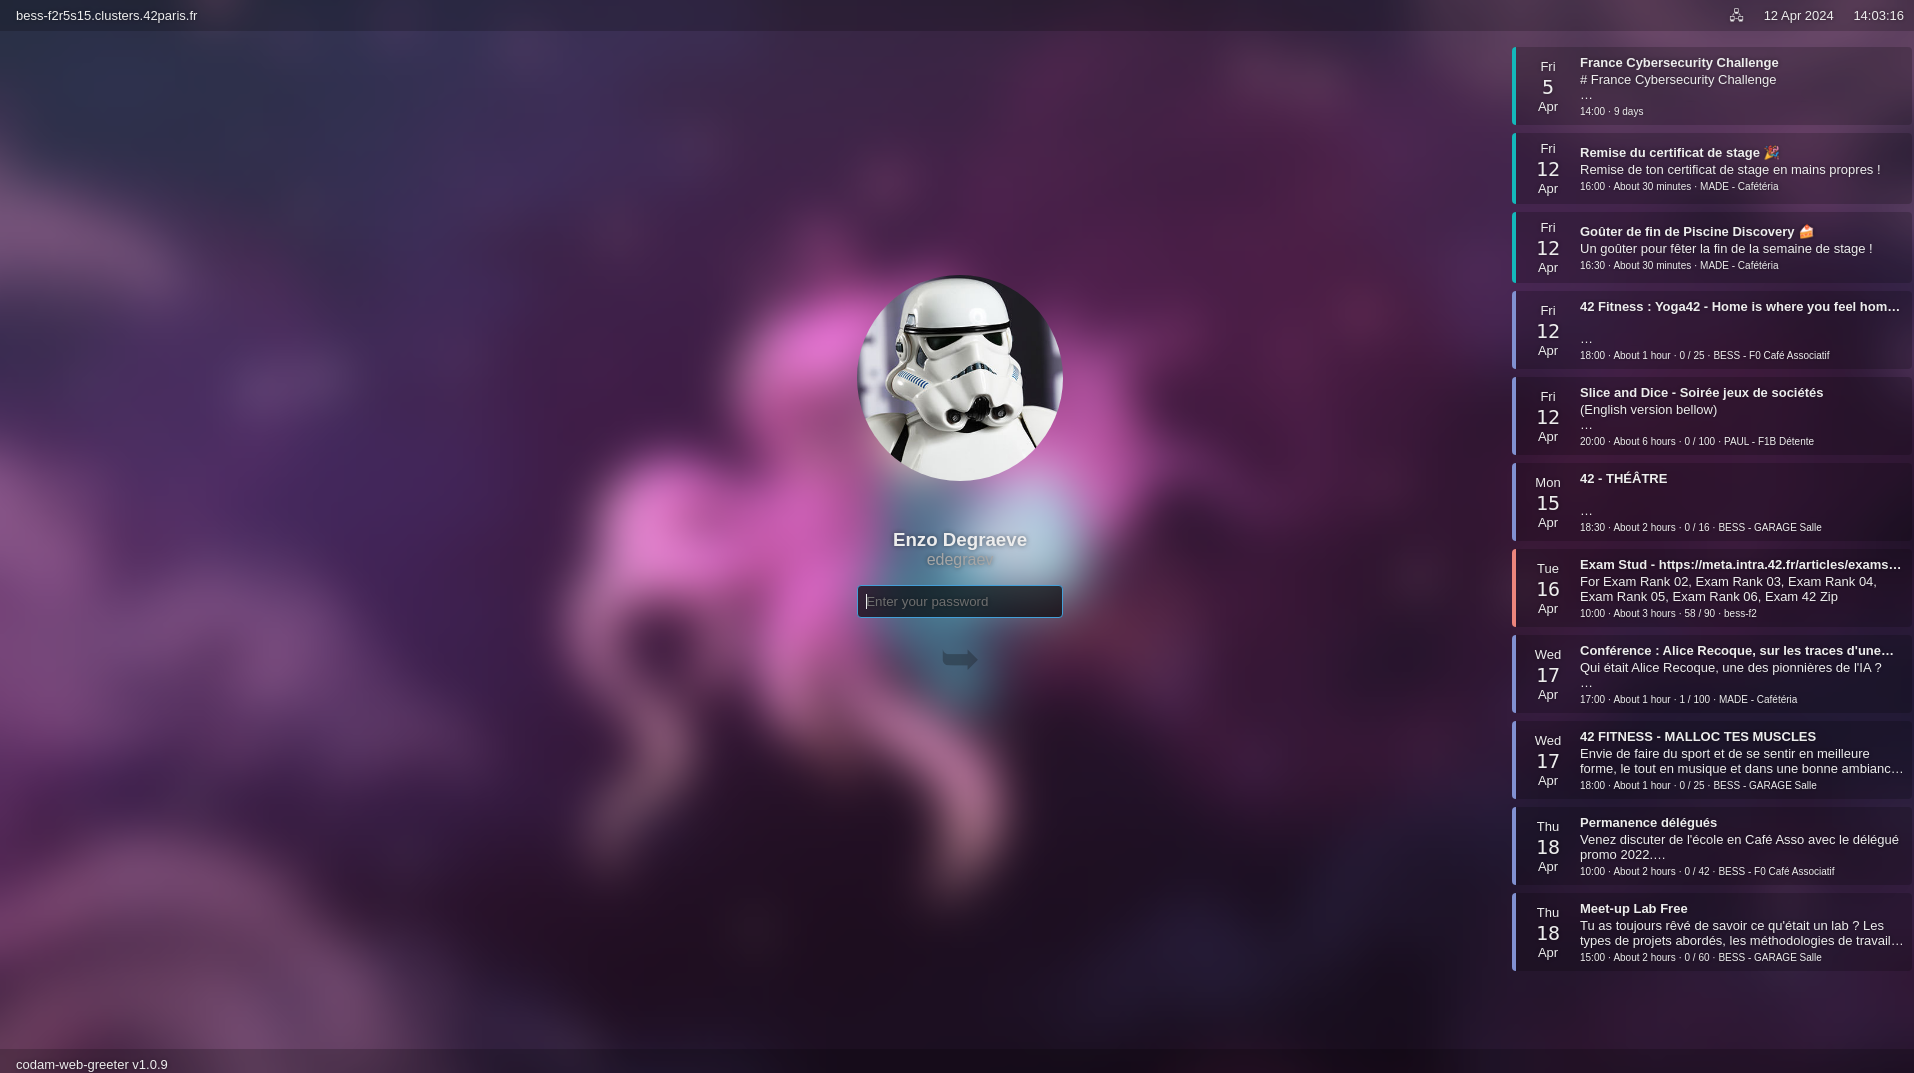 bess-f2r5s15.clusters.42paris.fr
12 Apr 2024 14:03:16
Fri
5
Apr
France Cybersecurity Challenge
# France Cybersecurity Challenge
…
14:00 · 9 days
Fri
12
Apr
Remise du certificat de stage 🎉
Remise de ton certificat de stage en mains propres !
16:00 · About 30 minutes · MADE - Cafétéria
Fri
12
Apr
Goûter de fin de Piscine Discovery 🍰
Un goûter pour fêter la fin de la semaine de stage !
16:30 · About 30 minutes · MADE - Cafétéria
Fri
12
Apr
42 Fitness : Yoga42 - Home is where you feel hom…
…
18:00 · About 1 hour · 0 / 25 · BESS - F0 Café Associatif
Fri
12
Apr
Slice and Dice - Soirée jeux de sociétés
(English version bellow)
…
20:00 · About 6 hours · 0 / 100 · PAUL - F1B Détente
Mon
15
Apr
42 - THÉÂTRE
…
18:30 · About 2 hours · 0 / 16 · BESS - GARAGE Salle
Tue
16
Apr
Exam Stud - https://meta.intra.42.fr/articles/exams…
For Exam Rank 02, Exam Rank 03, Exam Rank 04,
Exam Rank 05, Exam Rank 06, Exam 42 Zip
10:00 · About 3 hours · 58 / 90 · bess-f2
Wed
17
Apr
Conférence : Alice Recoque, sur les traces d'une…
Qui était Alice Recoque, une des pionnières de l'IA ?
…
17:00 · About 1 hour · 1 / 100 · MADE - Cafétéria
Wed
17
Apr
42 FITNESS - MALLOC TES MUSCLES
Envie de faire du sport et de se sentir en meilleure
forme, le tout en musique et dans une bonne ambianc…
18:00 · About 1 hour · 0 / 25 · BESS - GARAGE Salle
Thu
18
Apr
Permanence délégués
Venez discuter de l'école en Café Asso avec le délégué
promo 2022.…
10:00 · About 2 hours · 0 / 42 · BESS - F0 Café Associatif
Thu
18
Apr
Meet-up Lab Free
Tu as toujours rêvé de savoir ce qu'était un lab ? Les
types de projets abordés, les méthodologies de travail…
15:00 · About 2 hours · 0 / 60 · BESS - GARAGE Salle
Enzo Degraeve
edegraev
Enter your password
codam-web-greeter v1.0.9